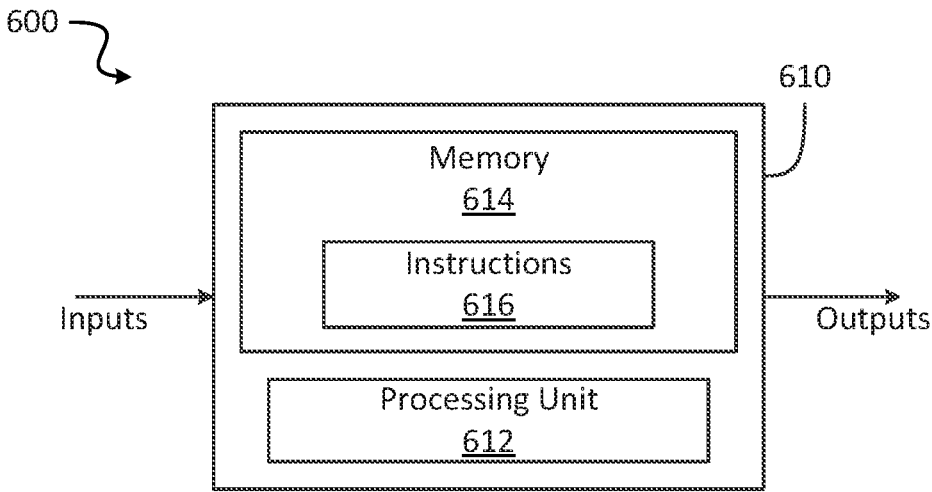 600
610
Memory
614
Instructions
616
Inputs
Outputs
Processing Unit
612